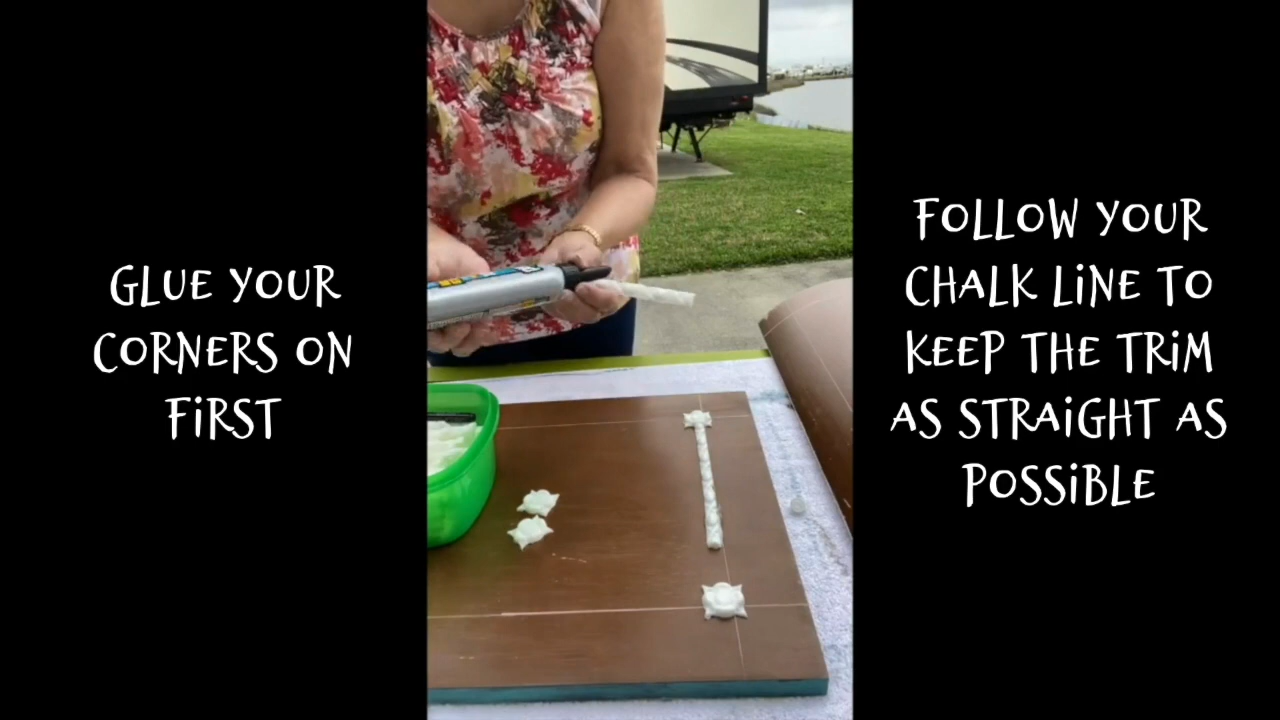 GLUE YOUR
CORNERS ON
FIRST
FOLLOW YOUR
CHALK LINE TO
KEEP THE TRIM
AS STRAIGHT AS
POSSIBLE